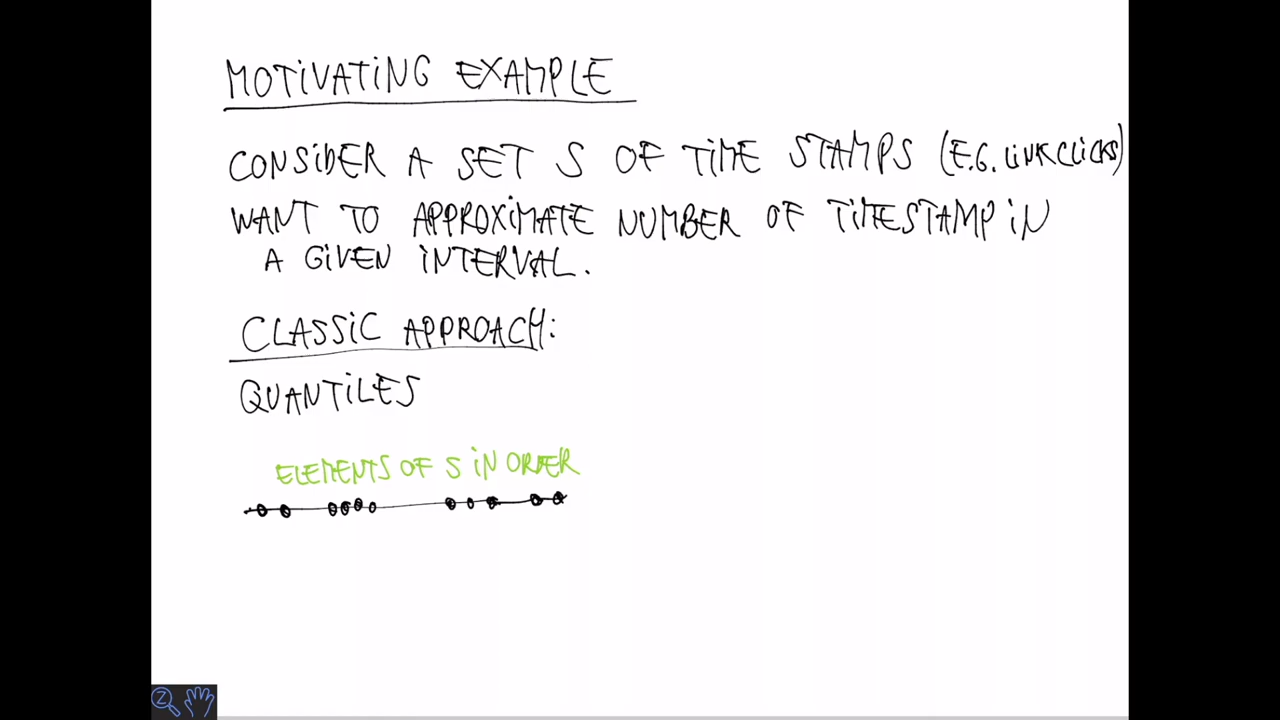 MOTIVATING EXAMPLE
CONSIDER A SET S OF TIME STAMPS (E.G. LINK CLICKS)
WANT TO APPROXIMATE NUMBER OF TIMESTAMP IN
A GIVEN INTERVAL.
CLASSIC APPROACH:
QUANTILES
ELEMENTS OF S IN ORDER